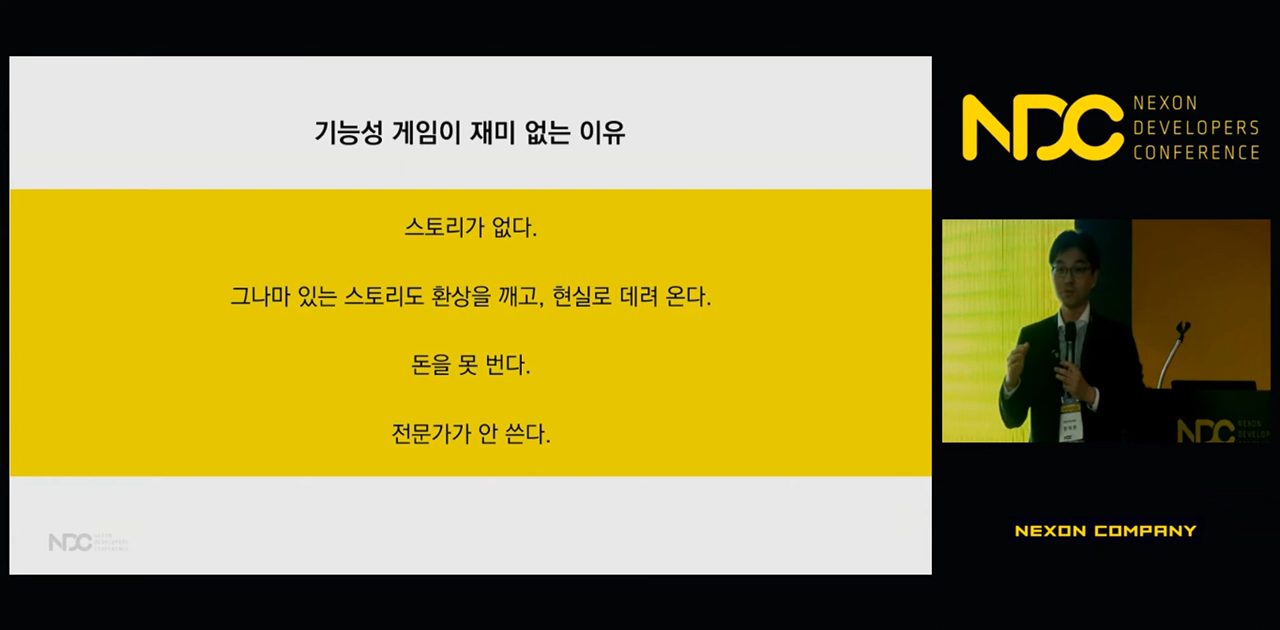 기능성 게임이 재미 없는 이유
스토리가 없다.
그나마 있는 스토리도 환상을 깨고, 현실로 데려 온다.
돈을 못 번다.
전문가가 안 쓴다.
NDC
NDC
NEXON
DEVELOPERS
CONFERENCE
NDC
NEXON COMPANY